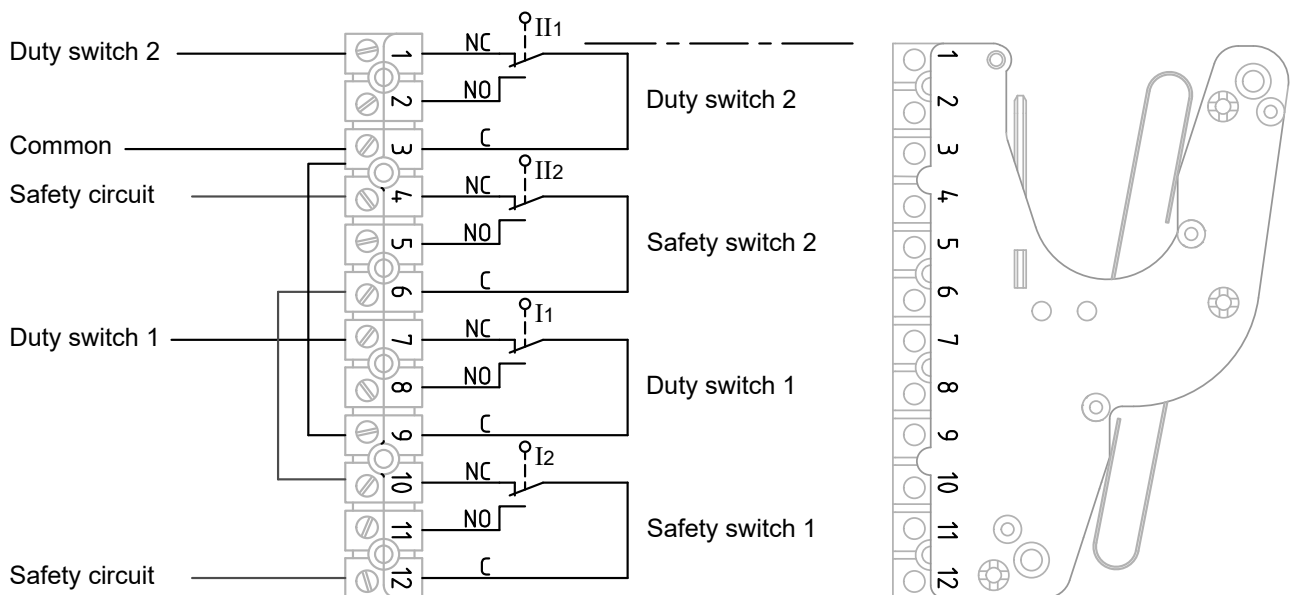 Duty switch 2
Common
Safety circuit
Duty switch 1
Safety circuit
1 NC II1
2 NO
3 C
Duty switch 2
4 NC II2
5 NO
6 C
Safety switch 2
7 NC I1
8 NO
9 C
Duty switch 1
10 NC I2
11 NO
12 C
Safety switch 1
1
2
3
4
5
6
7
8
9
10
11
12